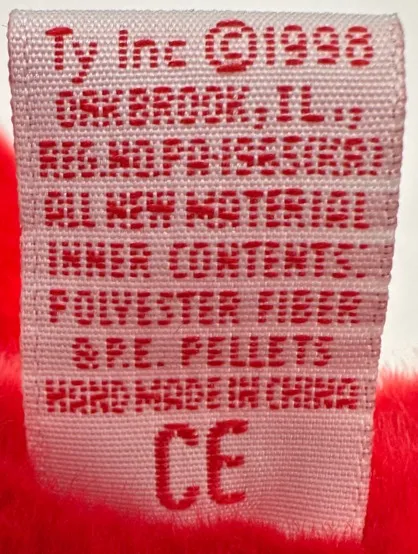 Ty Inc ©1998
OAKBROOK, IL.,
REG.NO.PA 1965(KR)
ALL NEW MATERIAL
INNER CONTENTS:
POLYESTER FIBER
&P.E. PELLETS
HAND MADE IN CHINA
CE